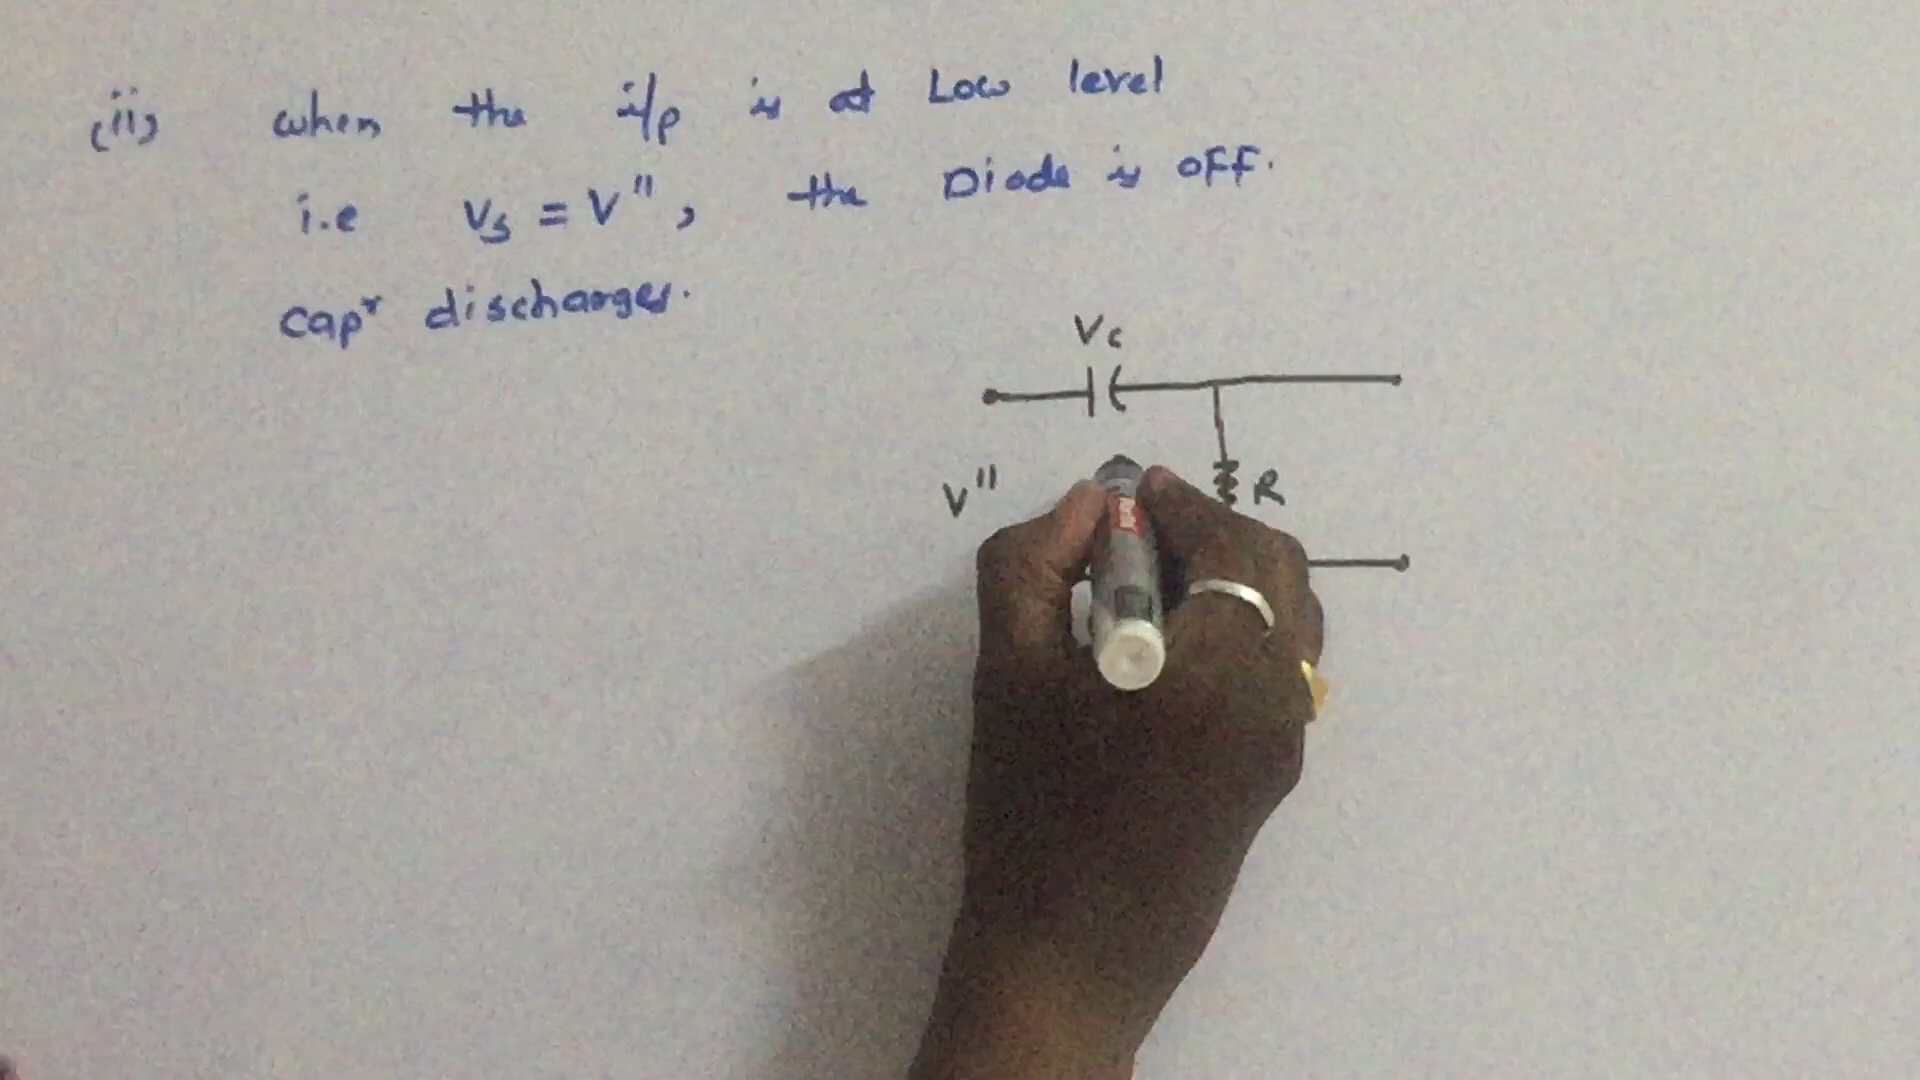 (ii) when the i/p is at Low level
i.e Vs = V", the Diode is OFF.
capr discharges.
Vc
V"
R